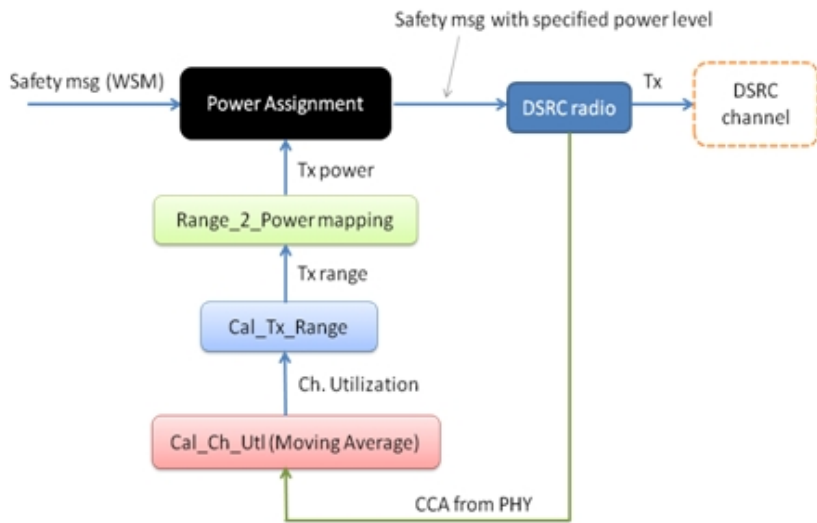 Safety msg with specified power level
Safety msg (WSM)
Power Assignment
DSRC radio
Tx
DSRC
channel
Tx power
Range_2_Power mapping
Tx range
Cal_Tx_Range
Ch. Utilization
Cal_Ch_Utl (Moving Average)
CCA from PHY